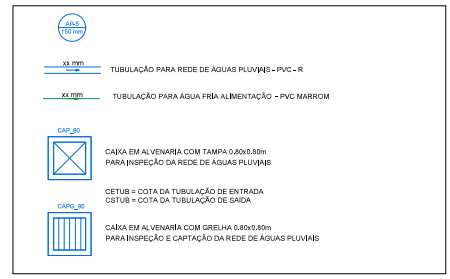 AP-5
150 mm
xx mm
TUBULAÇÃO PARA REDE DE ÁGUAS PLUVIAIS - PVC - R
xx mm
TUBULAÇÃO PARA ÁGUA FRIA ALIMENTAÇÃO - PVC MARROM
CAP_80
CAIXA EM ALVENARIA COM TAMPA 0.80x0.80m
PARA INSPEÇÃO DA REDE DE ÁGUAS PLUVIAIS
CETUB = COTA DA TUBULAÇÃO DE ENTRADA
CSTUB = COTA DA TUBULAÇÃO DE SAÍDA
CAPG_80
CAIXA EM ALVENARIA COM GRELHA 0.80x0.80m
PARA INSPEÇÃO E CAPTAÇÃO DA REDE DE ÁGUAS PLUVIAIS